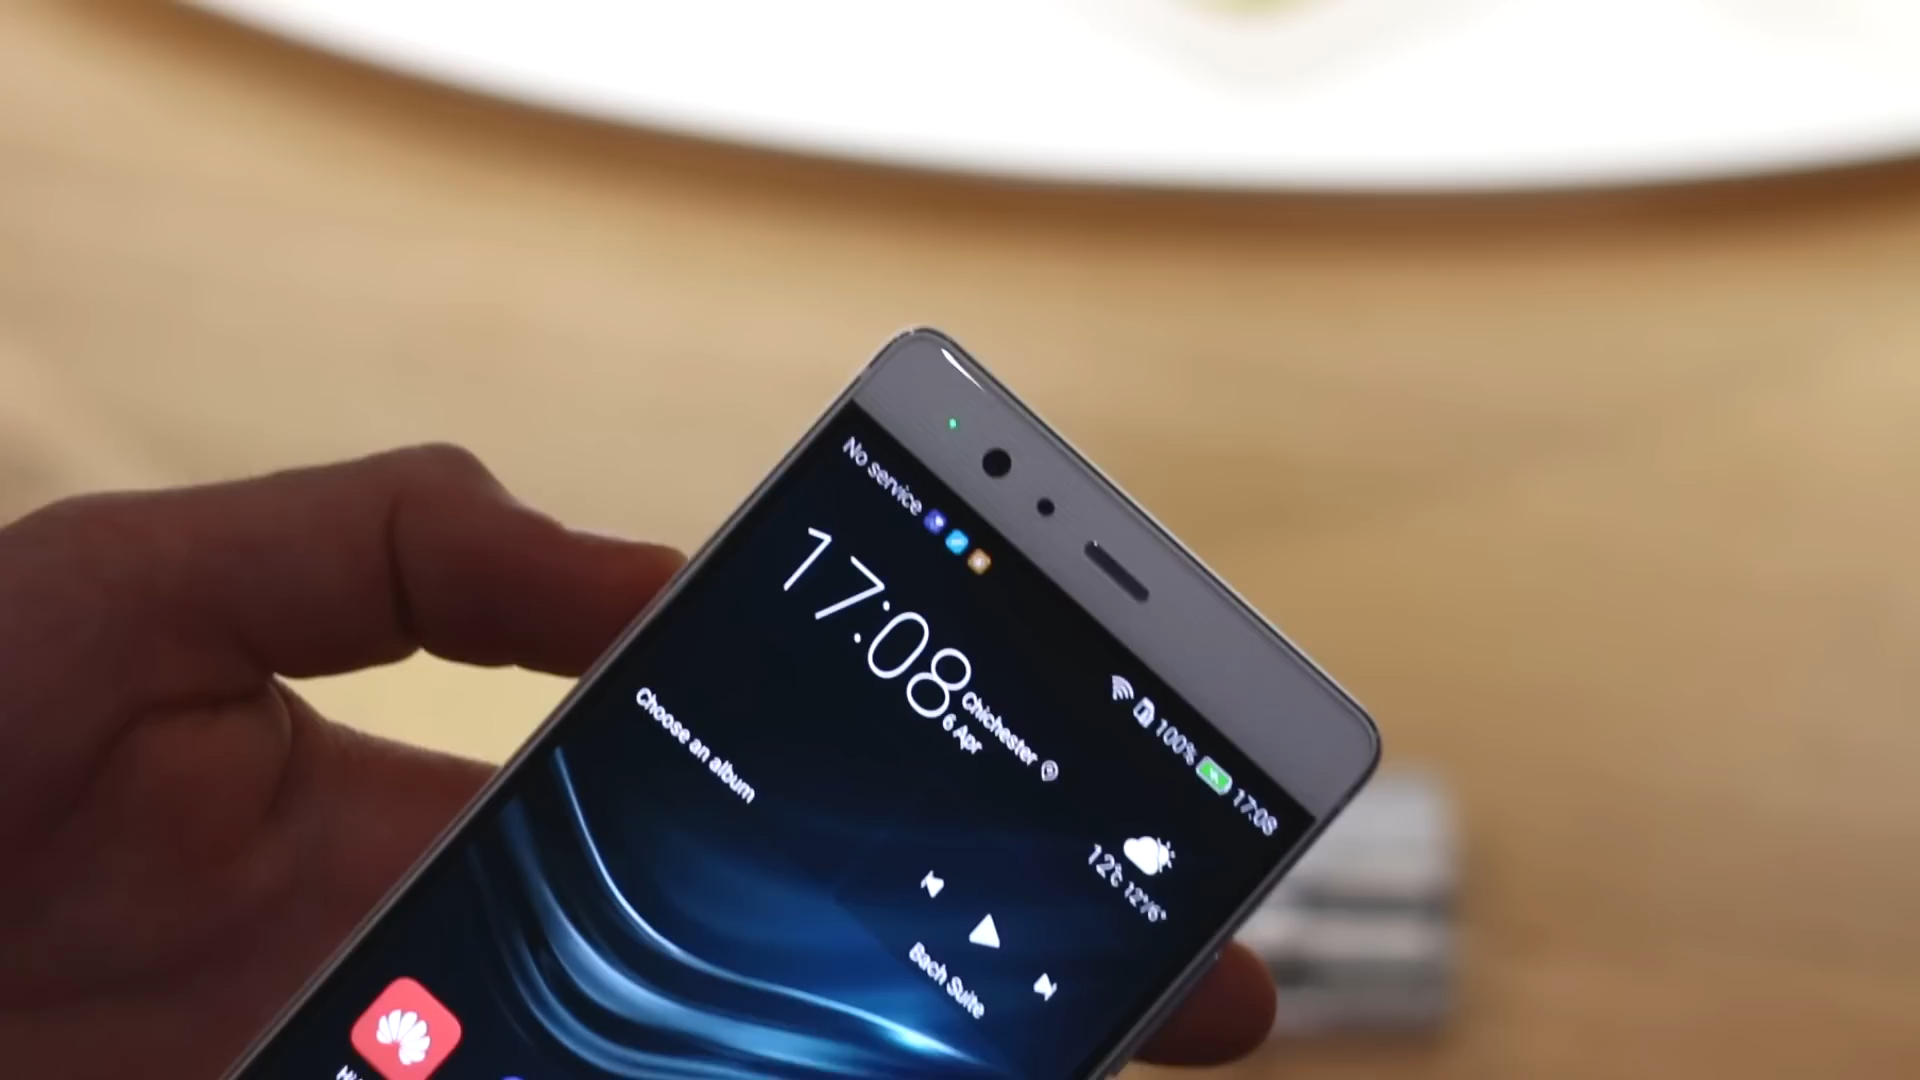 No service
100%
17:08
17:08
Chichester
6 Apr
12°C
12°/6°
Choose an album
Bach Suite